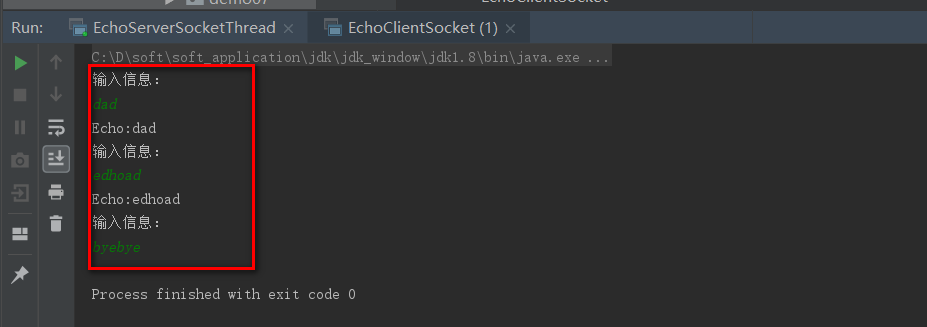 demo07
EchoClientSocket
Run: EchoServerSocketThread × EchoClientSocket (1) ×
C:\D\soft\soft_application\jdk\jdk_window\jdk1.8\bin\java.exe ...
输入信息：
dad
Echo:dad
输入信息：
edhoad
Echo:edhoad
输入信息：
byebye
Process finished with exit code 0